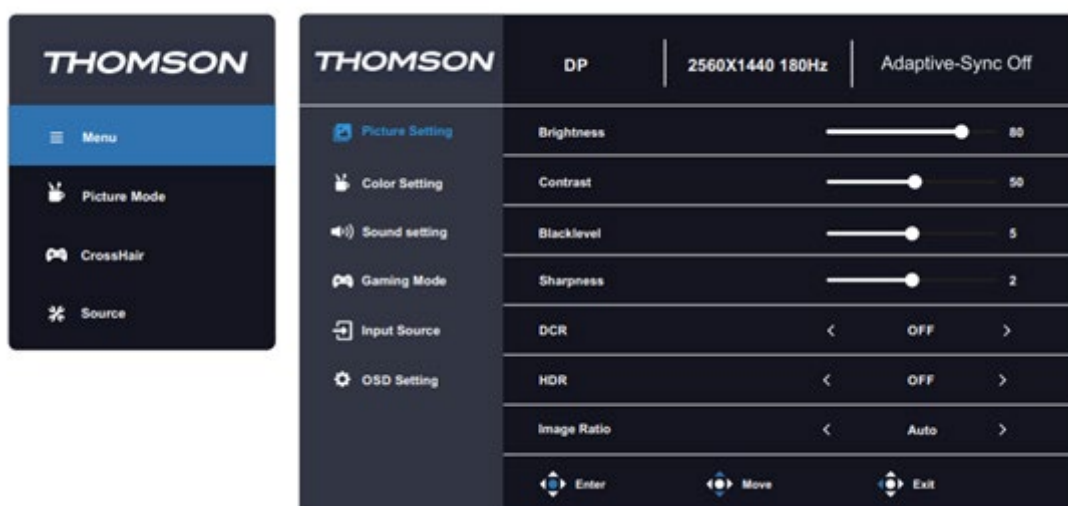 THOMSON
Menu
Picture Mode
CrossHair
Source
THOMSON DP 2560X1440 180Hz Adaptive-Sync Off
Picture Setting
Color Setting
Sound setting
Gaming Mode
Input Source
OSD Setting
Brightness 80
Contrast 50
Blacklevel 5
Sharpness 2
DCR < OFF >
HDR < OFF >
Image Ratio < Auto >
Enter Move Exit